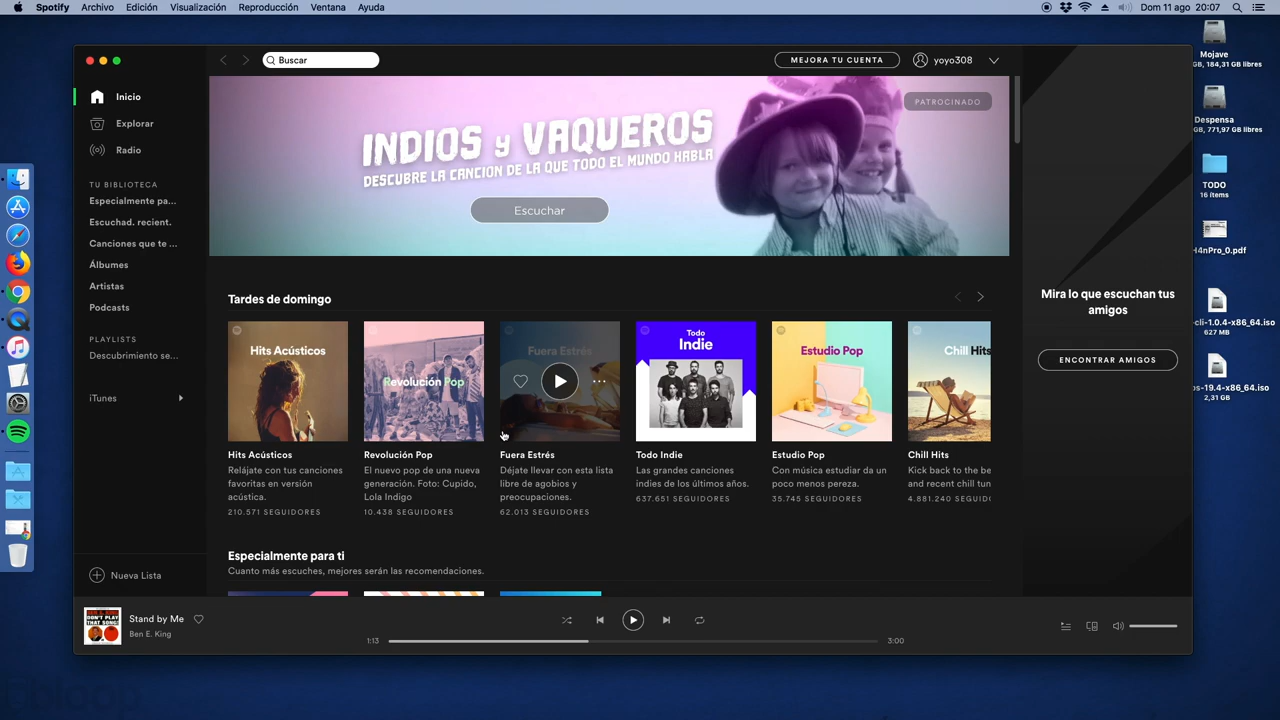 Spotify Archivo Edición Visualización Reproducción Ventana Ayuda
Dom 11 ago 20:07
Buscar
MEJORA TU CUENTA
yoyo308
Inicio
Explorar
Radio
TU BIBLIOTECA
Especialmente pa...
Escuchad. recient.
Canciones que te ...
Álbumes
Artistas
Podcasts
PLAYLISTS
Descubrimiento se...
iTunes
Nueva Lista
PATROCINADO
INDIOS y VAQUEROS
DESCUBRE LA CANCION DE LA QUE TODO EL MUNDO HABLA
Escuchar
Tardes de domingo
Hits Acústicos
Revolución Pop
Fuera Estrés
Todo
Indie
Estudio Pop
Chill Hits
Hits Acústicos
Relájate con tus canciones
favoritas en versión
acústica.
210.571 SEGUIDORES
Revolución Pop
El nuevo pop de una nueva
generación. Foto: Cupido,
Lola Indigo
10.438 SEGUIDORES
Fuera Estrés
Déjate llevar con esta lista
libre de agobios y
preocupaciones.
62.013 SEGUIDORES
Todo Indie
Las grandes canciones
indies de los últimos años.
637.651 SEGUIDORES
Estudio Pop
Con música estudiar da un
poco menos pereza.
35.745 SEGUIDORES
Chill Hits
Kick back to the be
and recent chill tun
4.881.240 SEGUIDO
Especialmente para ti
Cuanto más escuches, mejores serán las recomendaciones.
Mira lo que escuchan tus
amigos
ENCONTRAR AMIGOS
BEN E. KING
DON'T PLAY
THAT SONG!
Stand by Me
Ben E. King
1:13
3:00
Mojave
GB, 184,31 GB libres
Despensa
GB, 771,97 GB libres
TODO
16 ítems
H4nPro_0.pdf
cli-1.0.4-x86_64.iso
627 MB
os-19.4-x86_64.iso
2,31 GB